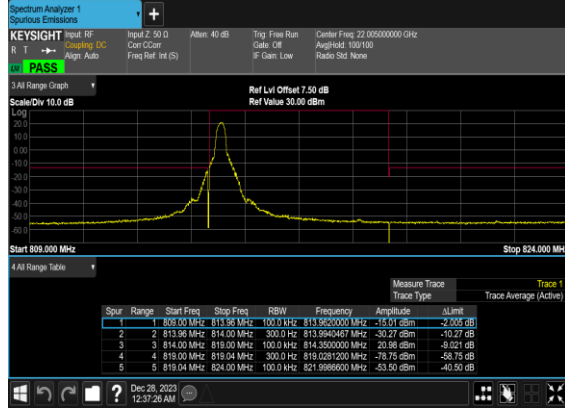 Spectrum Analyzer 1
Spurious Emissions
+
KEYSIGHT Input: RF Input Z: 50 Ω Atten: 40 dB Trig: Free Run Center Freq: 22.005000000 GHz
R T Coupling: DC Corr CCorr Gate: Off Avg|Hold: 100/100
Align: Auto Freq Ref: Int (S) IF Gain: Low Radio Std: None
PASS
3 All Range Graph
Ref Lvl Offset 7.50 dB
Scale/Div 10.0 dB Ref Value 30.00 dBm
Log
20.0
10.0
0.00
-10.0
-20.0
-30.0
-40.0
-50.0
-60.0
Start 809.000 MHz Stop 824.000 MH
4 All Range Table
Measure Trace Trace 1
Trace Type Trace Average (Active)
Spur Range Start Freq Stop Freq RBW Frequency Amplitude ΔLimit
1 1 809.00 MHz 813.96 MHz 100.0 kHz 813.9620000 MHz -15.01 dBm -2.005 dB
2 2 813.96 MHz 814.00 MHz 300.0 Hz 813.9940467 MHz -30.27 dBm -10.27 dB
3 3 814.00 MHz 819.00 MHz 100.0 kHz 814.3500000 MHz 20.98 dBm -9.021 dB
4 4 819.00 MHz 819.04 MHz 300.0 Hz 819.0281200 MHz -78.75 dBm -58.75 dB
5 5 819.04 MHz 824.00 MHz 100.0 kHz 821.9986600 MHz -53.50 dBm -40.50 dB
? Dec 28, 2023
12:37:26 AM